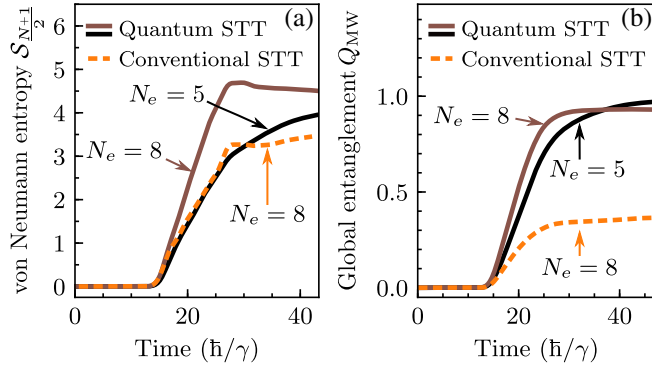 (a)
von Neumann entropy 𝒮_{\frac{N+1}{2}}
Quantum STT
Conventional STT
N_e = 5
N_e = 8
N_e = 8
6
5
4
3
2
1
0
0 20 40
Time (ħ/γ)
(b)
Global entanglement Q_MW
Quantum STT
Conventional STT
N_e = 8
N_e = 5
N_e = 8
1.0
0.5
0.0
0 20 40
Time (ħ/γ)